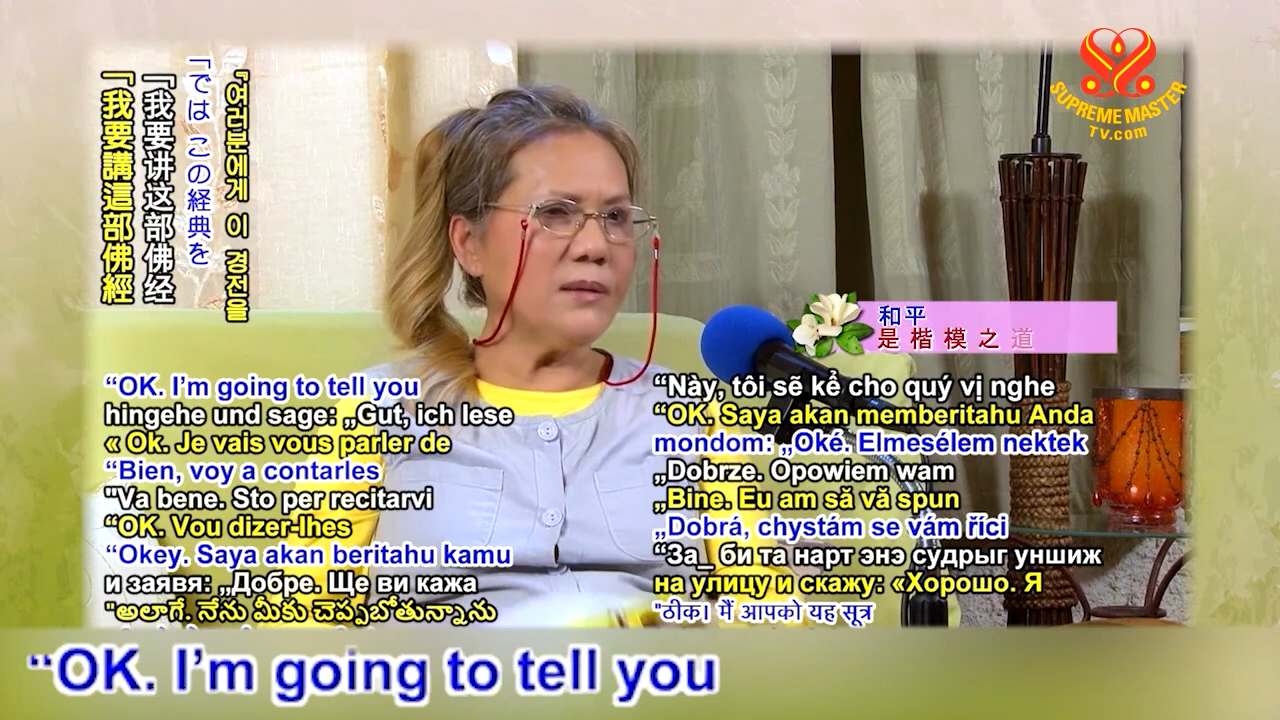 SUPREME MASTER
TV.com
『여러분에게 이 경전을
「では この経典を
「我要讲这部佛经
「我要講這部佛經
和平
是楷模之道
“OK. I’m going to tell you
hingehe und sage: „Gut, ich lese
« Ok. Je vais vous parler de
“Bien, voy a contarles
"Va bene. Sto per recitarvi
“OK. Vou dizer-lhes
“Okey. Saya akan beritahu kamu
и заявя: „Добре. Ще ви кажа
"అలాగే. నేను మీకు చెప్పబోతున్నాను
“Này, tôi sẽ kể cho quý vị nghe
“OK. Saya akan memberitahu Anda
mondom: „Oké. Elmesélem nektek
„Dobrze. Opowiem wam
„Bine. Eu am să vă spun
„Dobrá, chystám se vám říci
“За_ би та нарт энэ судрыг уншиж
на улицу и скажу: «Хорошо. Я
"ठीक। मैं आपको यह सूत्र
“OK. I’m going to tell you